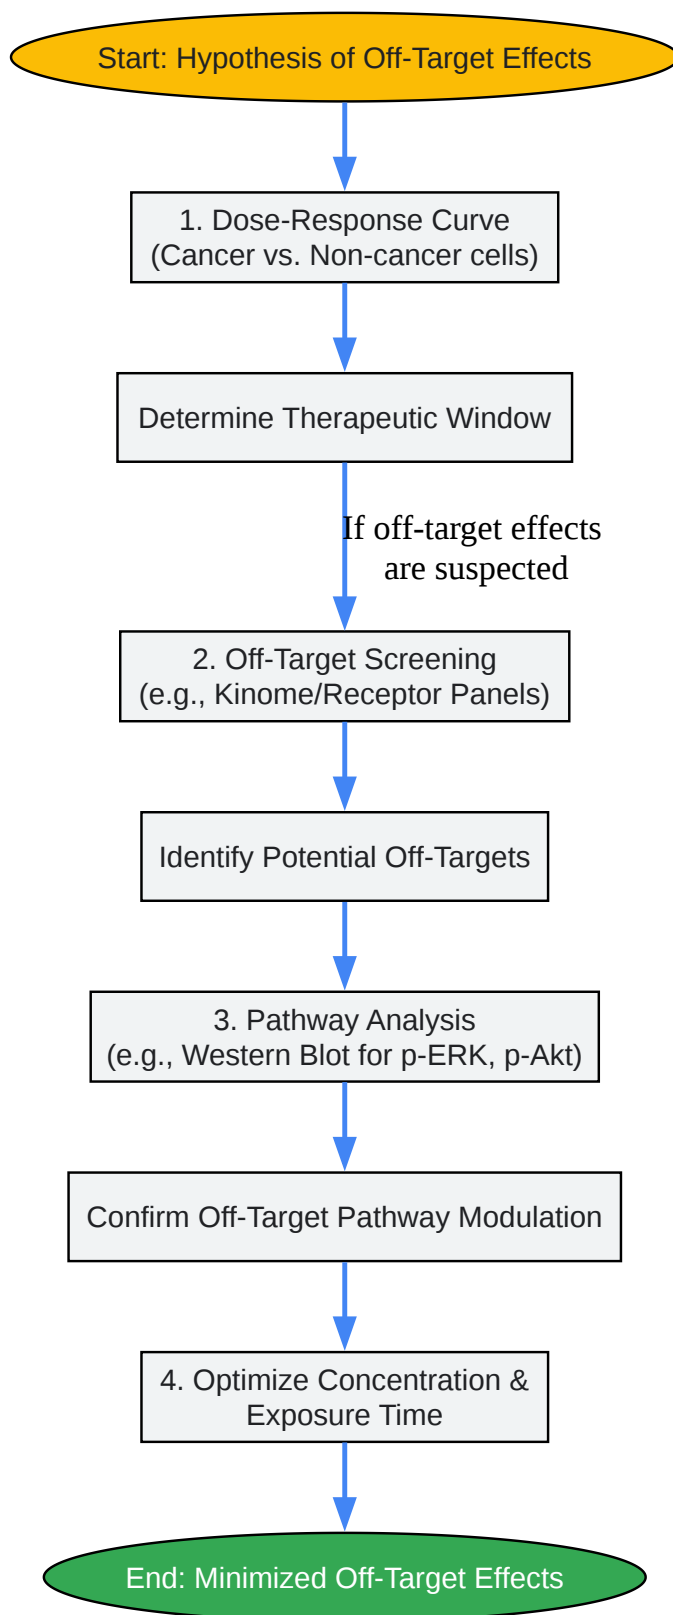 Start: Hypothesis of Off-Target Effects
1. Dose-Response Curve
(Cancer vs. Non-cancer cells)
Determine Therapeutic Window
If off-target effects
are suspected
2. Off-Target Screening
(e.g., Kinome/Receptor Panels)
Identify Potential Off-Targets
3. Pathway Analysis
(e.g., Western Blot for p-ERK, p-Akt)
Confirm Off-Target Pathway Modulation
4. Optimize Concentration &
Exposure Time
End: Minimized Off-Target Effects